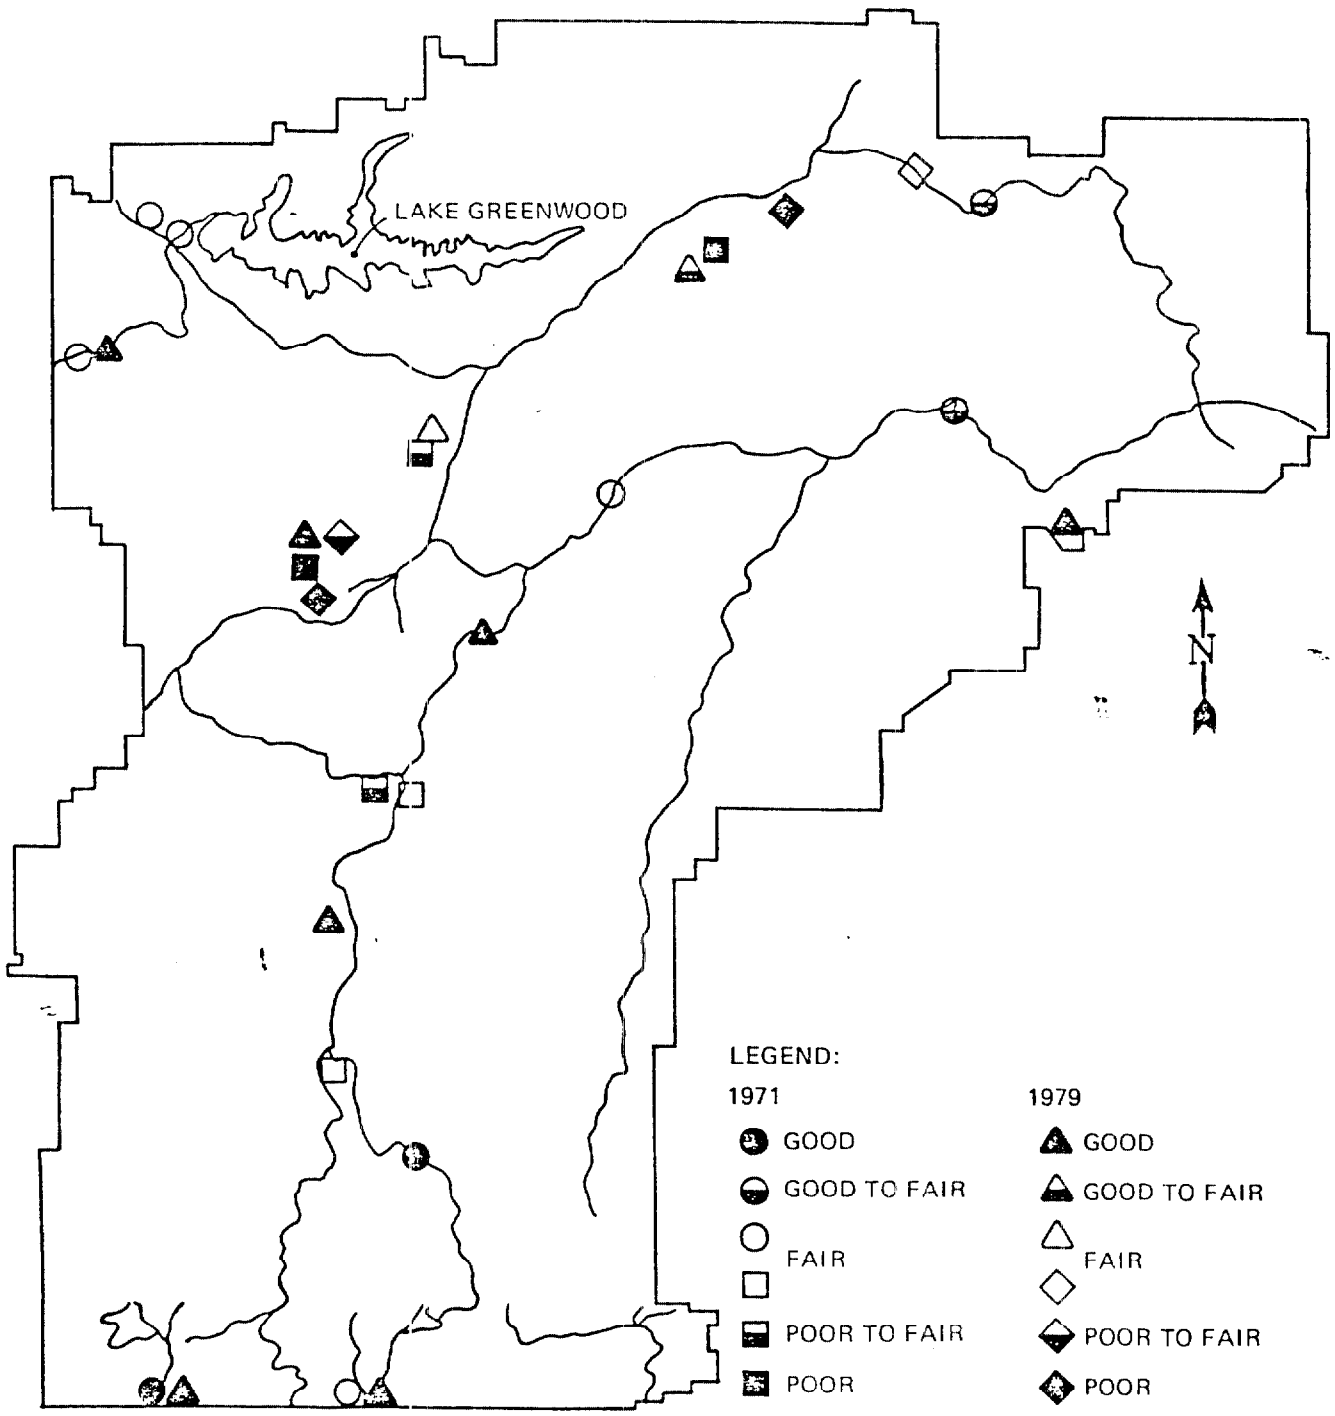 LAKE GREENWOOD
N
LEGEND:
1971 1979
GOOD GOOD
GOOD TO FAIR GOOD TO FAIR
FAIR FAIR
POOR TO FAIR POOR TO FAIR
POOR POOR